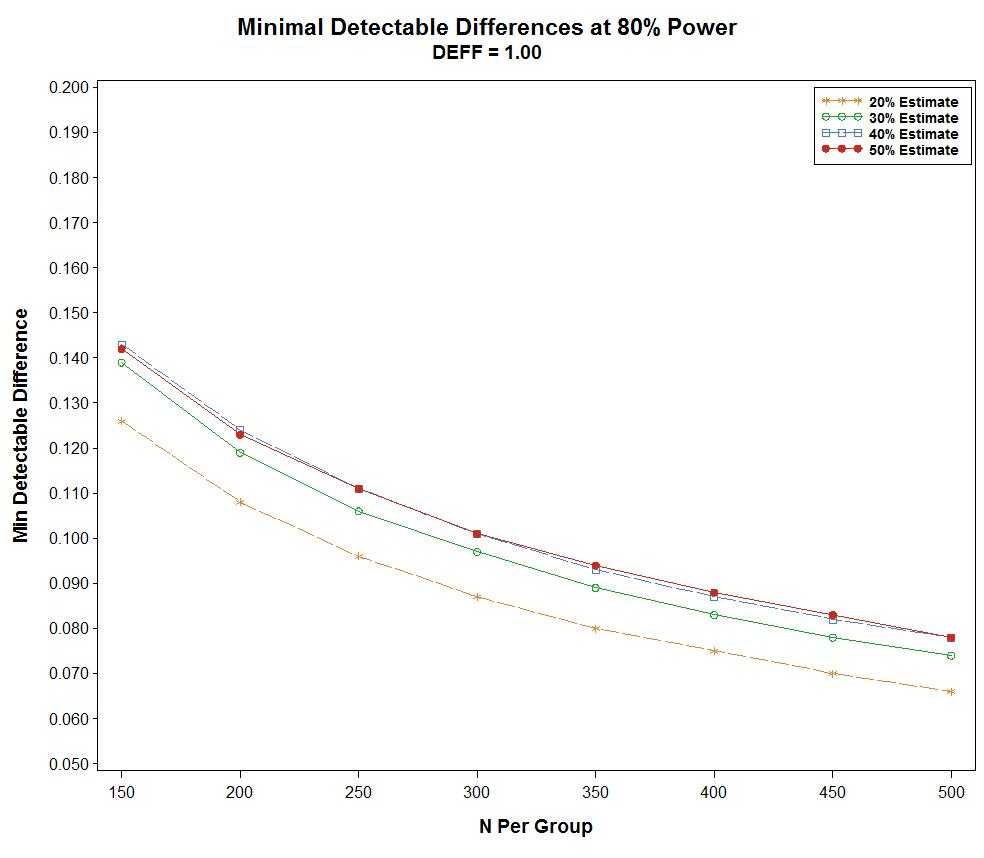 Minimal Detectable Differences at 80% Power
DEFF = 1.00
20% Estimate
30% Estimate
40% Estimate
50% Estimate
Min Detectable Difference
0.200
0.190
0.180
0.170
0.160
0.150
0.140
0.130
0.120
0.110
0.100
0.090
0.080
0.070
0.060
0.050
150 200 250 300 350 400 450 500
N Per Group